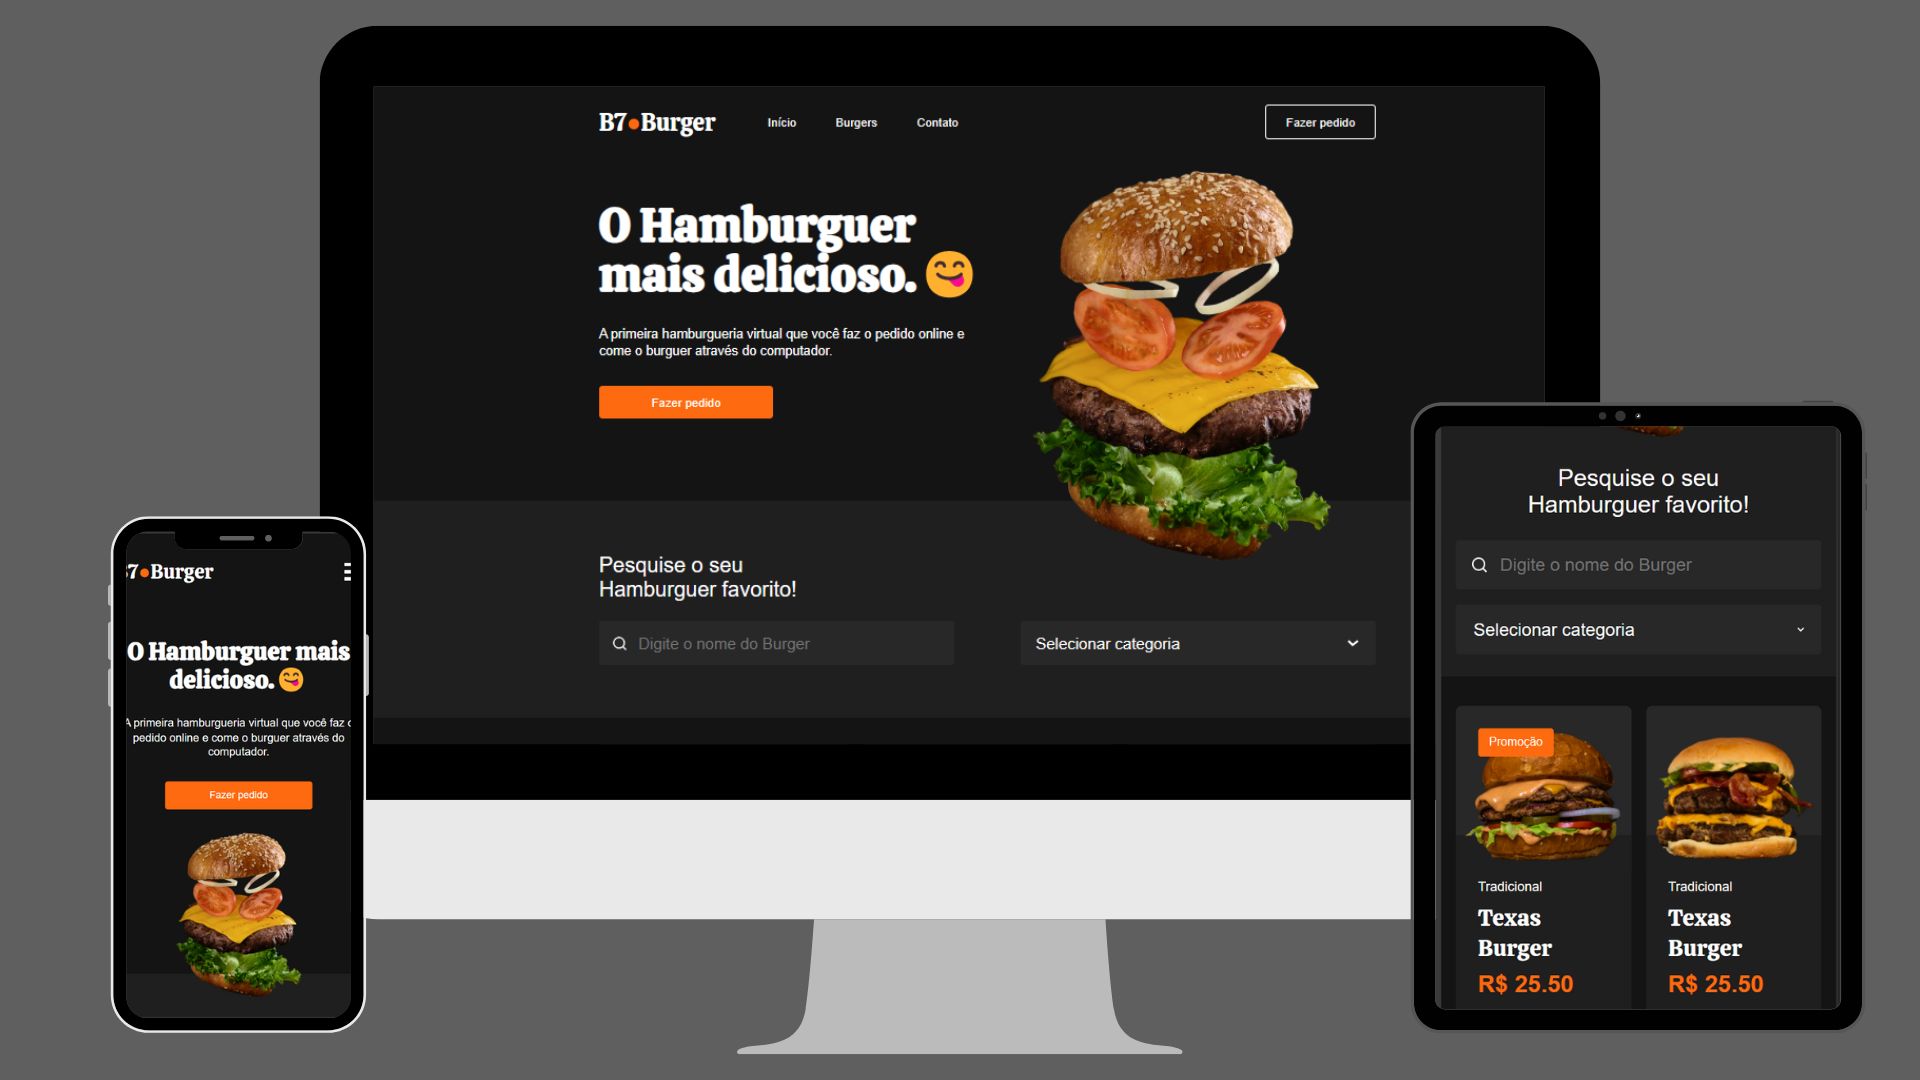 B7●Burger
Início
Burgers
Contato
Fazer pedido
O Hamburguer
mais delicioso. 😋
A primeira hamburgueria virtual que você faz o pedido online e
come o burguer através do computador.
Fazer pedido
Pesquise o seu
Hamburguer favorito!
Digite o nome do Burger
Selecionar categoria
7●Burger
O Hamburguer mais
delicioso. 😋
A primeira hamburgueria virtual que você faz o
pedido online e come o burguer através do
computador.
Fazer pedido
Pesquise o seu
Hamburguer favorito!
Digite o nome do Burger
Selecionar categoria
Promoção
Tradicional
Texas
Burger
R$ 25.50
Tradicional
Texas
Burger
R$ 25.50